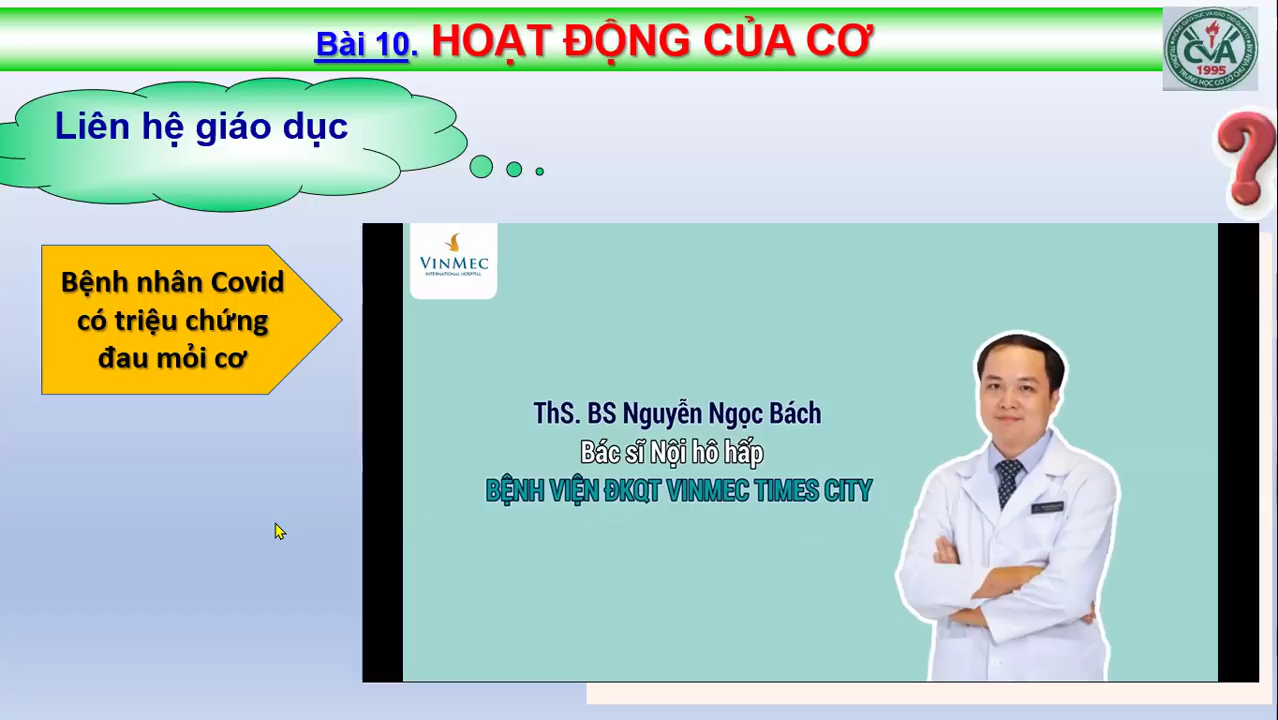 Bài 10. HOẠT ĐỘNG CỦA CƠ
CVA
1995
Liên hệ giáo dục
Bệnh nhân Covid
có triệu chứng
đau mỏi cơ
VINMEC
INTERNATIONAL HOSPITAL
ThS. BS Nguyễn Ngọc Bách
Bác sĩ Nội hô hấp
BỆNH VIỆN ĐKQT VINMEC TIMES CITY